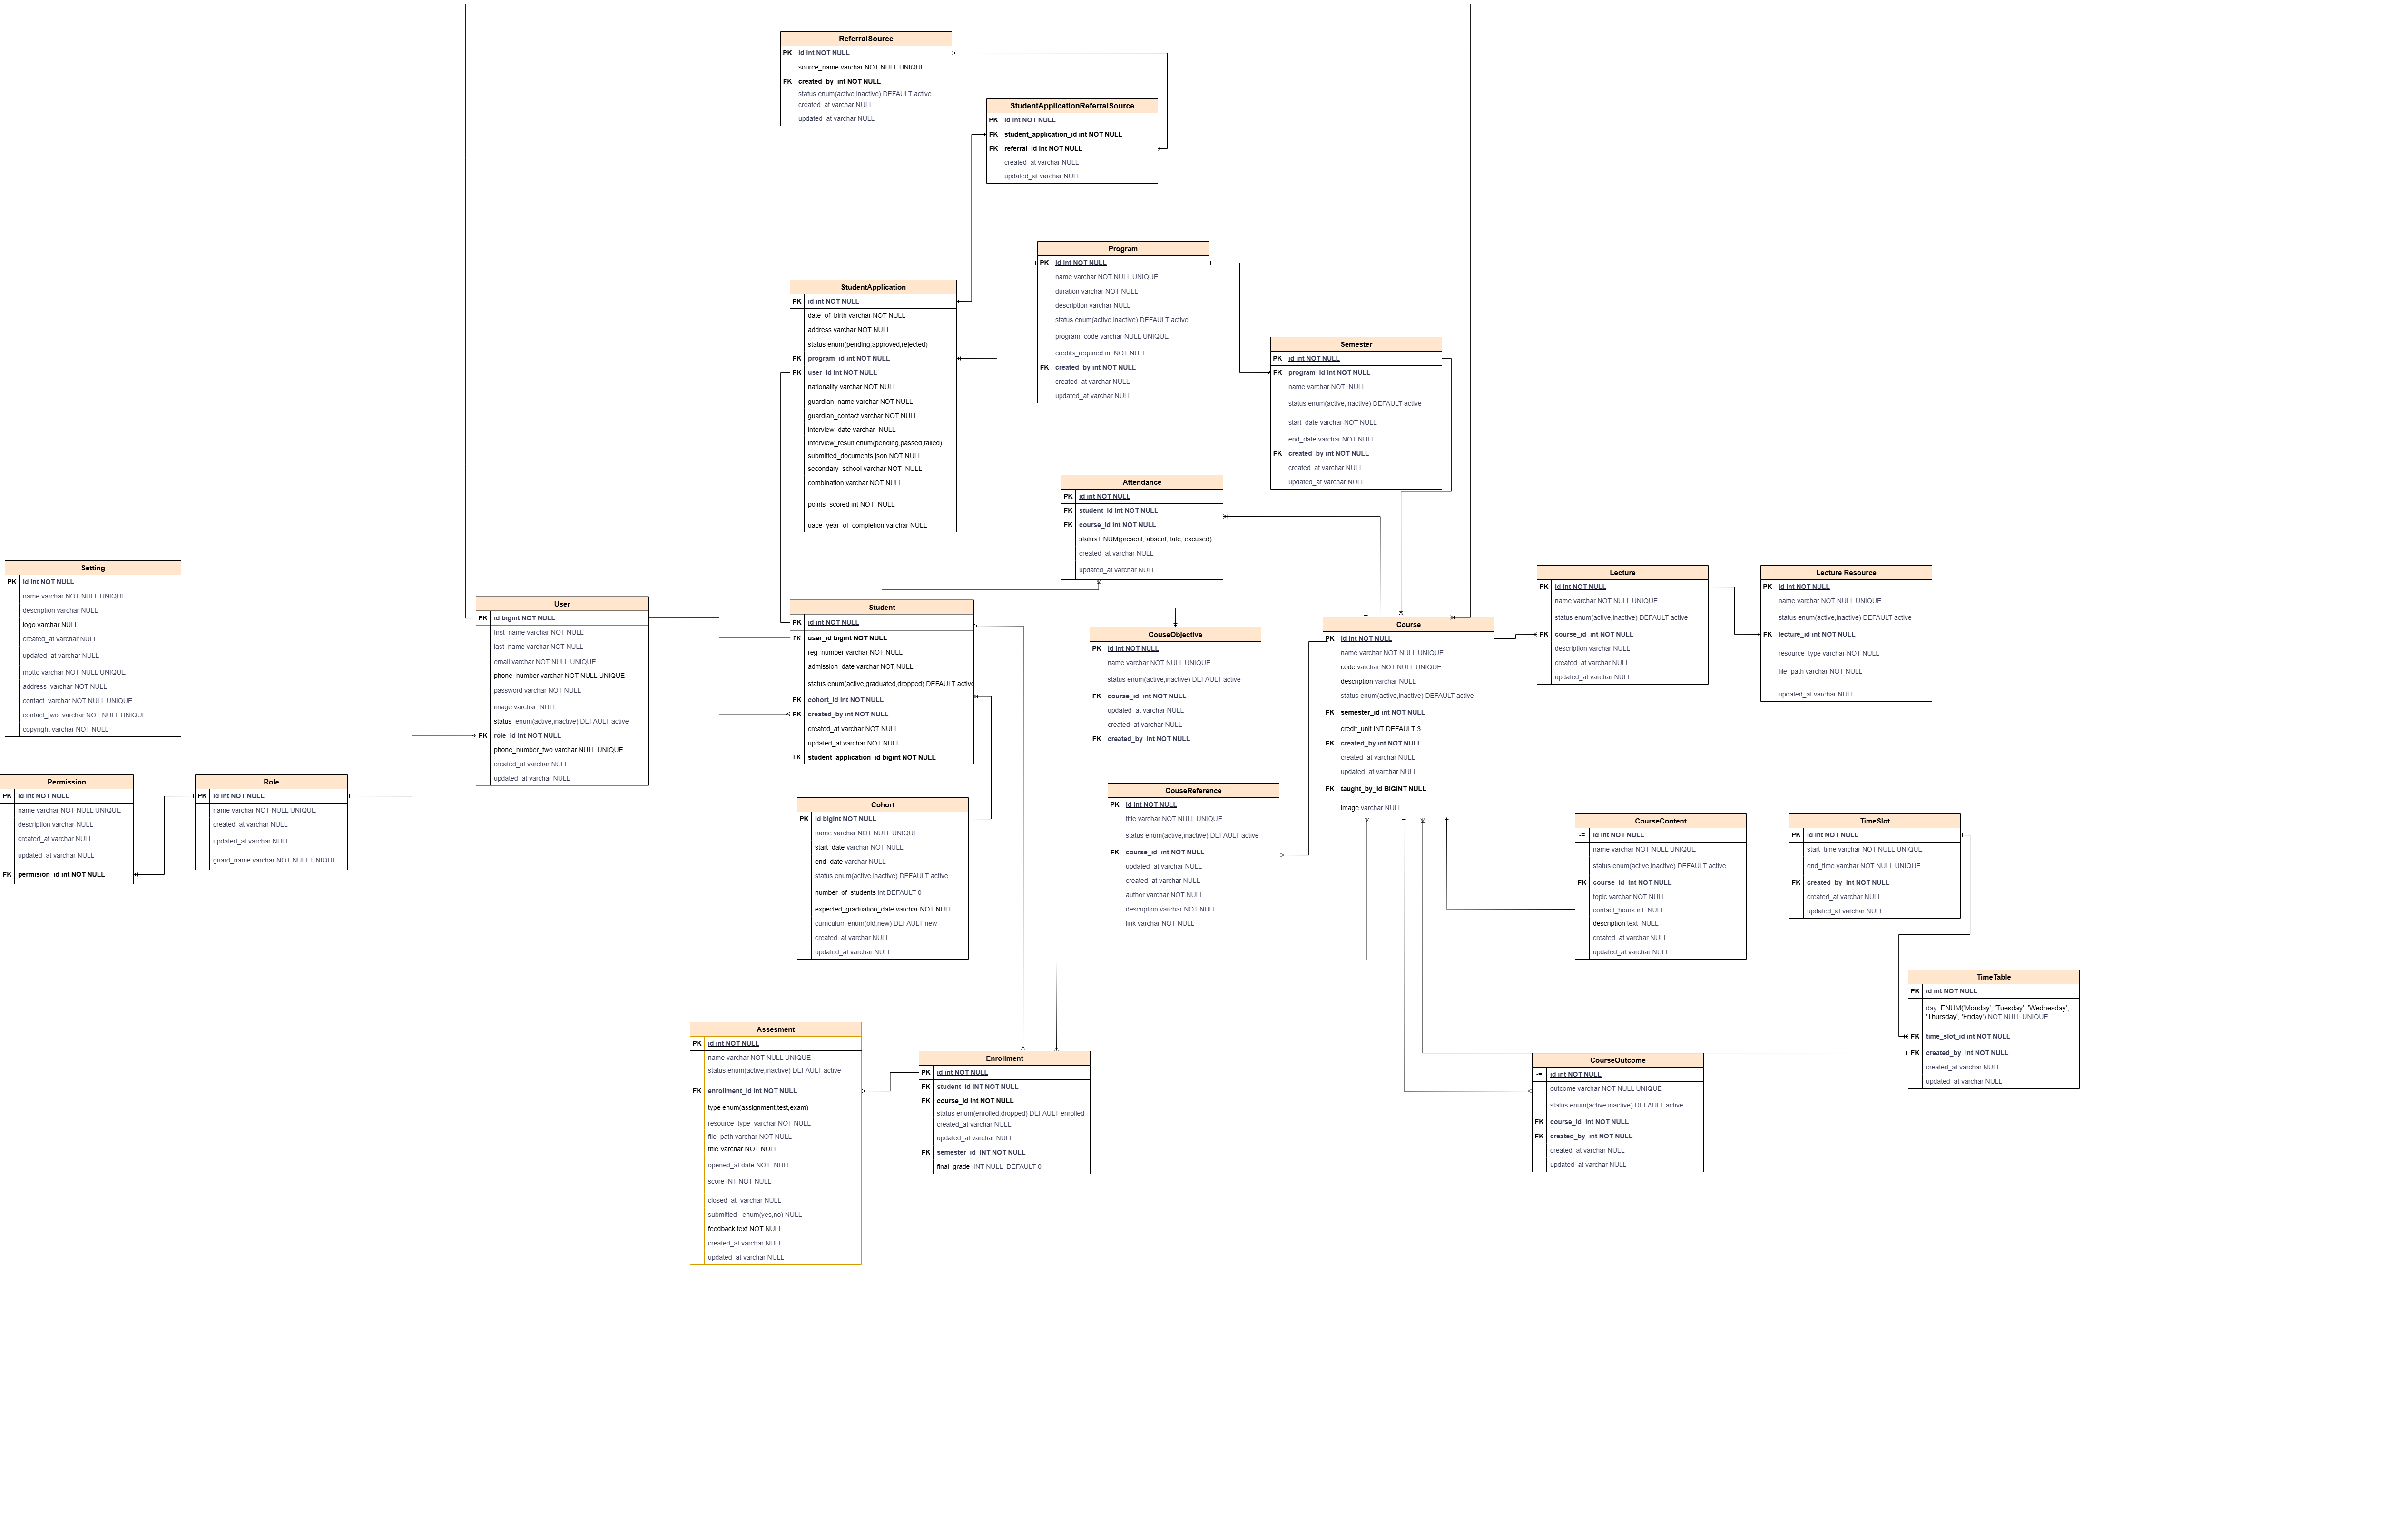 ReferralSource
PK id int NOT NULL
source_name varchar NOT NULL UNIQUE
FK created_by int NOT NULL
status enum(active,inactive) DEFAULT active
created_at varchar NULL
updated_at varchar NULL
StudentApplicationReferralSource
PK id int NOT NULL
FK student_application_id int NOT NULL
FK referral_id int NOT NULL
created_at varchar NULL
updated_at varchar NULL
Program
PK id int NOT NULL
name varchar NOT NULL UNIQUE
duration varchar NOT NULL
description varchar NULL
status enum(active,inactive) DEFAULT active
program_code varchar NULL UNIQUE
credits_required int NOT NULL
FK created_by int NOT NULL
created_at varchar NULL
updated_at varchar NULL
StudentApplication
PK id int NOT NULL
date_of_birth varchar NOT NULL
address varchar NOT NULL
status enum(pending,approved,rejected)
FK program_id int NOT NULL
FK user_id int NOT NULL
nationality varchar NOT NULL
guardian_name varchar NOT NULL
guardian_contact varchar NOT NULL
interview_date varchar NULL
interview_result enum(pending,passed,failed)
submitted_documents json NOT NULL
secondary_school varchar NOT NULL
combination varchar NOT NULL
points_scored int NOT NULL
uace_year_of_completion varchar NULL
Semester
PK id int NOT NULL
FK program_id int NOT NULL
name varchar NOT NULL
status enum(active,inactive) DEFAULT active
start_date varchar NOT NULL
end_date varchar NOT NULL
FK created_by int NOT NULL
created_at varchar NULL
updated_at varchar NULL
Attendance
PK id int NOT NULL
FK student_id int NOT NULL
FK course_id int NOT NULL
status ENUM(present, absent, late, excused)
created_at varchar NULL
updated_at varchar NULL
Setting
PK id int NOT NULL
name varchar NOT NULL UNIQUE
description varchar NULL
logo varchar NULL
created_at varchar NULL
updated_at varchar NULL
motto varchar NOT NULL UNIQUE
address varchar NOT NULL
contact varchar NOT NULL UNIQUE
contact_two varchar NOT NULL UNIQUE
copyright varchar NOT NULL
User
PK id bigint NOT NULL
first_name varchar NOT NULL
last_name varchar NOT NULL
email varchar NOT NULL UNIQUE
phone_number varchar NOT NULL UNIQUE
password varchar NOT NULL
image varchar NULL
status enum(active,inactive) DEFAULT active
FK role_id int NOT NULL
phone_number_two varchar NULL UNIQUE
created_at varchar NULL
updated_at varchar NULL
Student
PK id int NOT NULL
FK user_id bigint NOT NULL
reg_number varchar NOT NULL
admission_date varchar NOT NULL
status enum(active,graduated,dropped) DEFAULT active
FK cohort_id int NOT NULL
FK created_by int NOT NULL
created_at varchar NOT NULL
updated_at varchar NOT NULL
FK student_application_id bigint NOT NULL
CouseObjective
PK id int NOT NULL
name varchar NOT NULL UNIQUE
status enum(active,inactive) DEFAULT active
FK course_id int NOT NULL
updated_at varchar NULL
created_at varchar NULL
FK created_by int NOT NULL
Course
PK id int NOT NULL
name varchar NOT NULL UNIQUE
code varchar NOT NULL UNIQUE
description varchar NULL
status enum(active,inactive) DEFAULT active
FK semester_id int NOT NULL
credit_unit INT DEFAULT 3
FK created_by int NOT NULL
created_at varchar NULL
updated_at varchar NULL
FK taught_by_id BIGINT NULL
image varchar NULL
Lecture
PK id int NOT NULL
name varchar NOT NULL UNIQUE
status enum(active,inactive) DEFAULT active
FK course_id int NOT NULL
description varchar NULL
created_at varchar NULL
updated_at varchar NULL
Lecture Resource
PK id int NOT NULL
name varchar NOT NULL UNIQUE
status enum(active,inactive) DEFAULT active
FK lecture_id int NOT NULL
resource_type varchar NOT NULL
file_path varchar NOT NULL
updated_at varchar NULL
Permission
PK id int NOT NULL
name varchar NOT NULL UNIQUE
description varchar NULL
created_at varchar NULL
updated_at varchar NULL
FK permision_id int NOT NULL
Role
PK id int NOT NULL
name varchar NOT NULL UNIQUE
created_at varchar NULL
updated_at varchar NULL
guard_name varchar NOT NULL UNIQUE
Cohort
PK id bigint NOT NULL
name varchar NOT NULL UNIQUE
start_date varchar NOT NULL
end_date varchar NULL
status enum(active,inactive) DEFAULT active
number_of_students int DEFAULT 0
expected_graduation_date varchar NOT NULL
curriculum enum(old,new) DEFAULT new
created_at varchar NULL
updated_at varchar NULL
CouseReference
PK id int NOT NULL
title varchar NOT NULL UNIQUE
status enum(active,inactive) DEFAULT active
FK course_id int NOT NULL
updated_at varchar NULL
created_at varchar NULL
author varchar NOT NULL
description varchar NOT NULL
link varchar NOT NULL
CourseContent
id int NOT NULL
name varchar NOT NULL UNIQUE
status enum(active,inactive) DEFAULT active
FK course_id int NOT NULL
topic varchar NOT NULL
contact_hours int NULL
description text NULL
created_at varchar NULL
updated_at varchar NULL
TimeSlot
PK id int NOT NULL
start_time varchar NOT NULL UNIQUE
end_time varchar NOT NULL UNIQUE
FK created_by int NOT NULL
created_at varchar NULL
updated_at varchar NULL
TimeTable
PK id int NOT NULL
day ENUM('Monday', 'Tuesday', 'Wednesday',
'Thursday', 'Friday') NOT NULL UNIQUE
FK time_slot_id int NOT NULL
FK created_by int NOT NULL
created_at varchar NULL
updated_at varchar NULL
Assesment
PK id int NOT NULL
name varchar NOT NULL UNIQUE
status enum(active,inactive) DEFAULT active
FK enrollment_id int NOT NULL
type enum(assignment,test,exam)
resource_type varchar NOT NULL
file_path varchar NOT NULL
title Varchar NOT NULL
opened_at date NOT NULL
score INT NOT NULL
closed_at varchar NULL
submitted enum(yes,no) NULL
feedback text NOT NULL
created_at varchar NULL
updated_at varchar NULL
Enrollment
PK id int NOT NULL
FK student_id INT NOT NULL
FK course_id int NOT NULL
status enum(enrolled,dropped) DEFAULT enrolled
created_at varchar NULL
updated_at varchar NULL
FK semester_id INT NOT NULL
final_grade INT NULL DEFAULT 0
CourseOutcome
id int NOT NULL
outcome varchar NOT NULL UNIQUE
status enum(active,inactive) DEFAULT active
FK course_id int NOT NULL
FK created_by int NOT NULL
created_at varchar NULL
updated_at varchar NULL